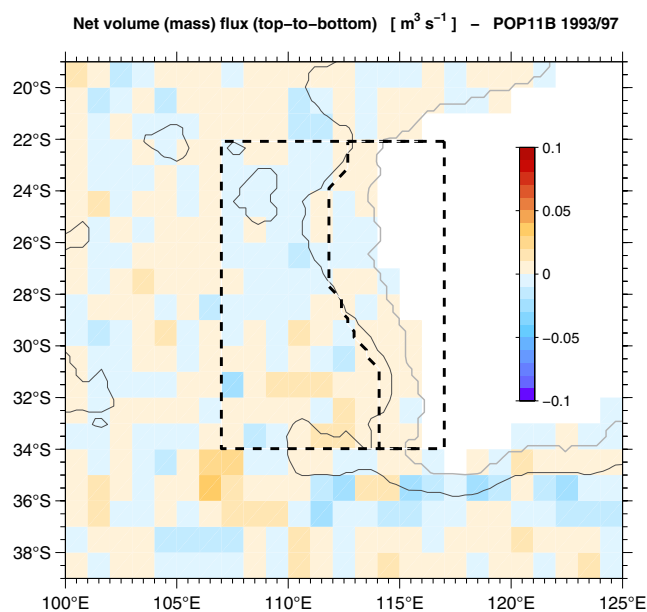 Net volume (mass) flux (top−to−bottom) [ m³ s⁻¹ ] − POP11B 1993/97
20°S
22°S
24°S
26°S
28°S
30°S
32°S
34°S
36°S
38°S
0.1
0.05
0
−0.05
−0.1
100°E 105°E 110°E 115°E 120°E 125°E